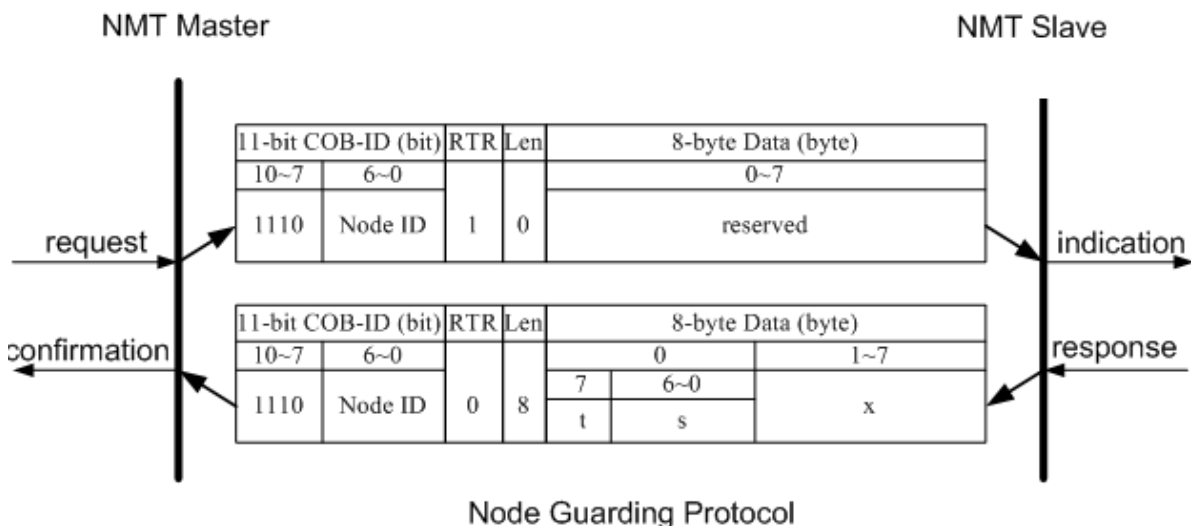 NMT Master
NMT Slave
11-bit COB-ID (bit) RTR Len 8-byte Data (byte)
10~7 6~0 0~7
1110 Node ID 1 0 reserved
request
indication
11-bit COB-ID (bit) RTR Len 8-byte Data (byte)
confirmation
response
10~7 6~0 0 1~7
7 6~0
1110 Node ID 0 8 x
t s
Node Guarding Protocol